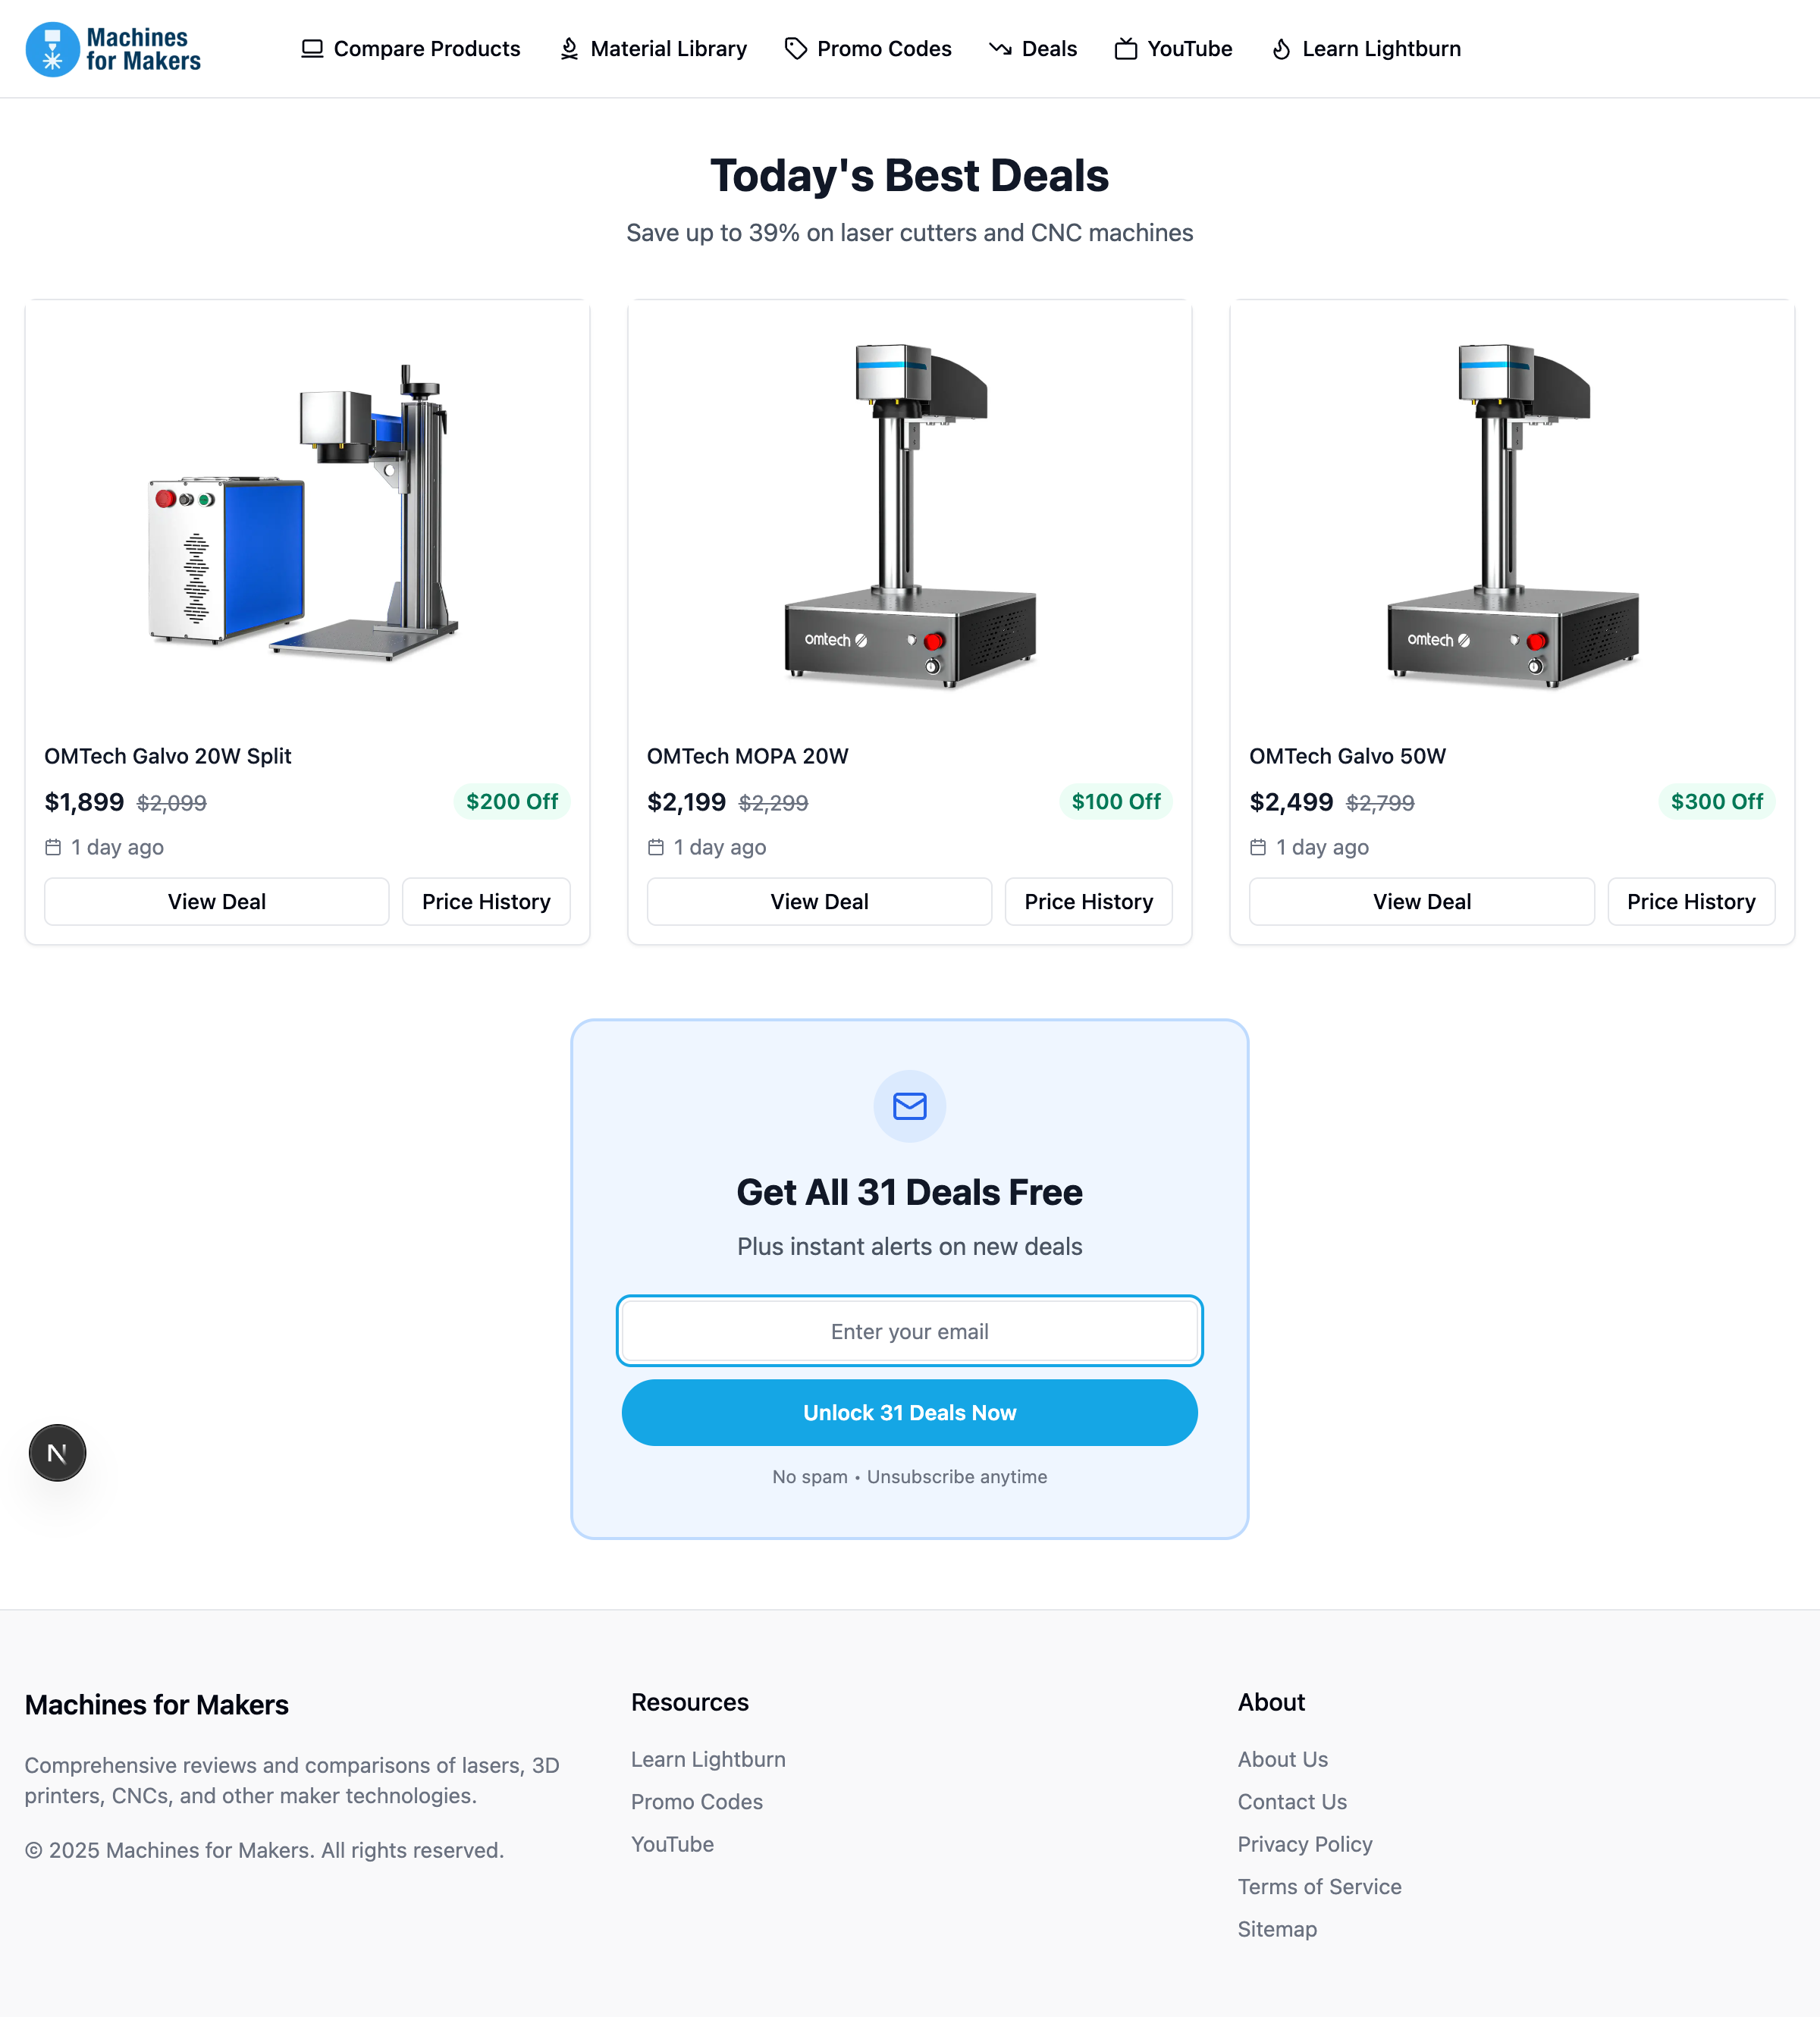 Machines
for Makers
Compare Products
Material Library
Promo Codes
Deals
YouTube
Learn Lightburn
Today's Best Deals
Save up to 39% on laser cutters and CNC machines
omtech
omtech
OMTech Galvo 20W Split
$1,899 $2,099 $200 Off
1 day ago
View Deal
Price History
OMTech MOPA 20W
$2,199 $2,299 $100 Off
1 day ago
View Deal
Price History
OMTech Galvo 50W
$2,499 $2,799 $300 Off
1 day ago
View Deal
Price History
Get All 31 Deals Free
Plus instant alerts on new deals
Enter your email
Unlock 31 Deals Now
No spam • Unsubscribe anytime
N
Machines for Makers
Comprehensive reviews and comparisons of lasers, 3D
printers, CNCs, and other maker technologies.
© 2025 Machines for Makers. All rights reserved.
Resources
Learn Lightburn
Promo Codes
YouTube
About
About Us
Contact Us
Privacy Policy
Terms of Service
Sitemap